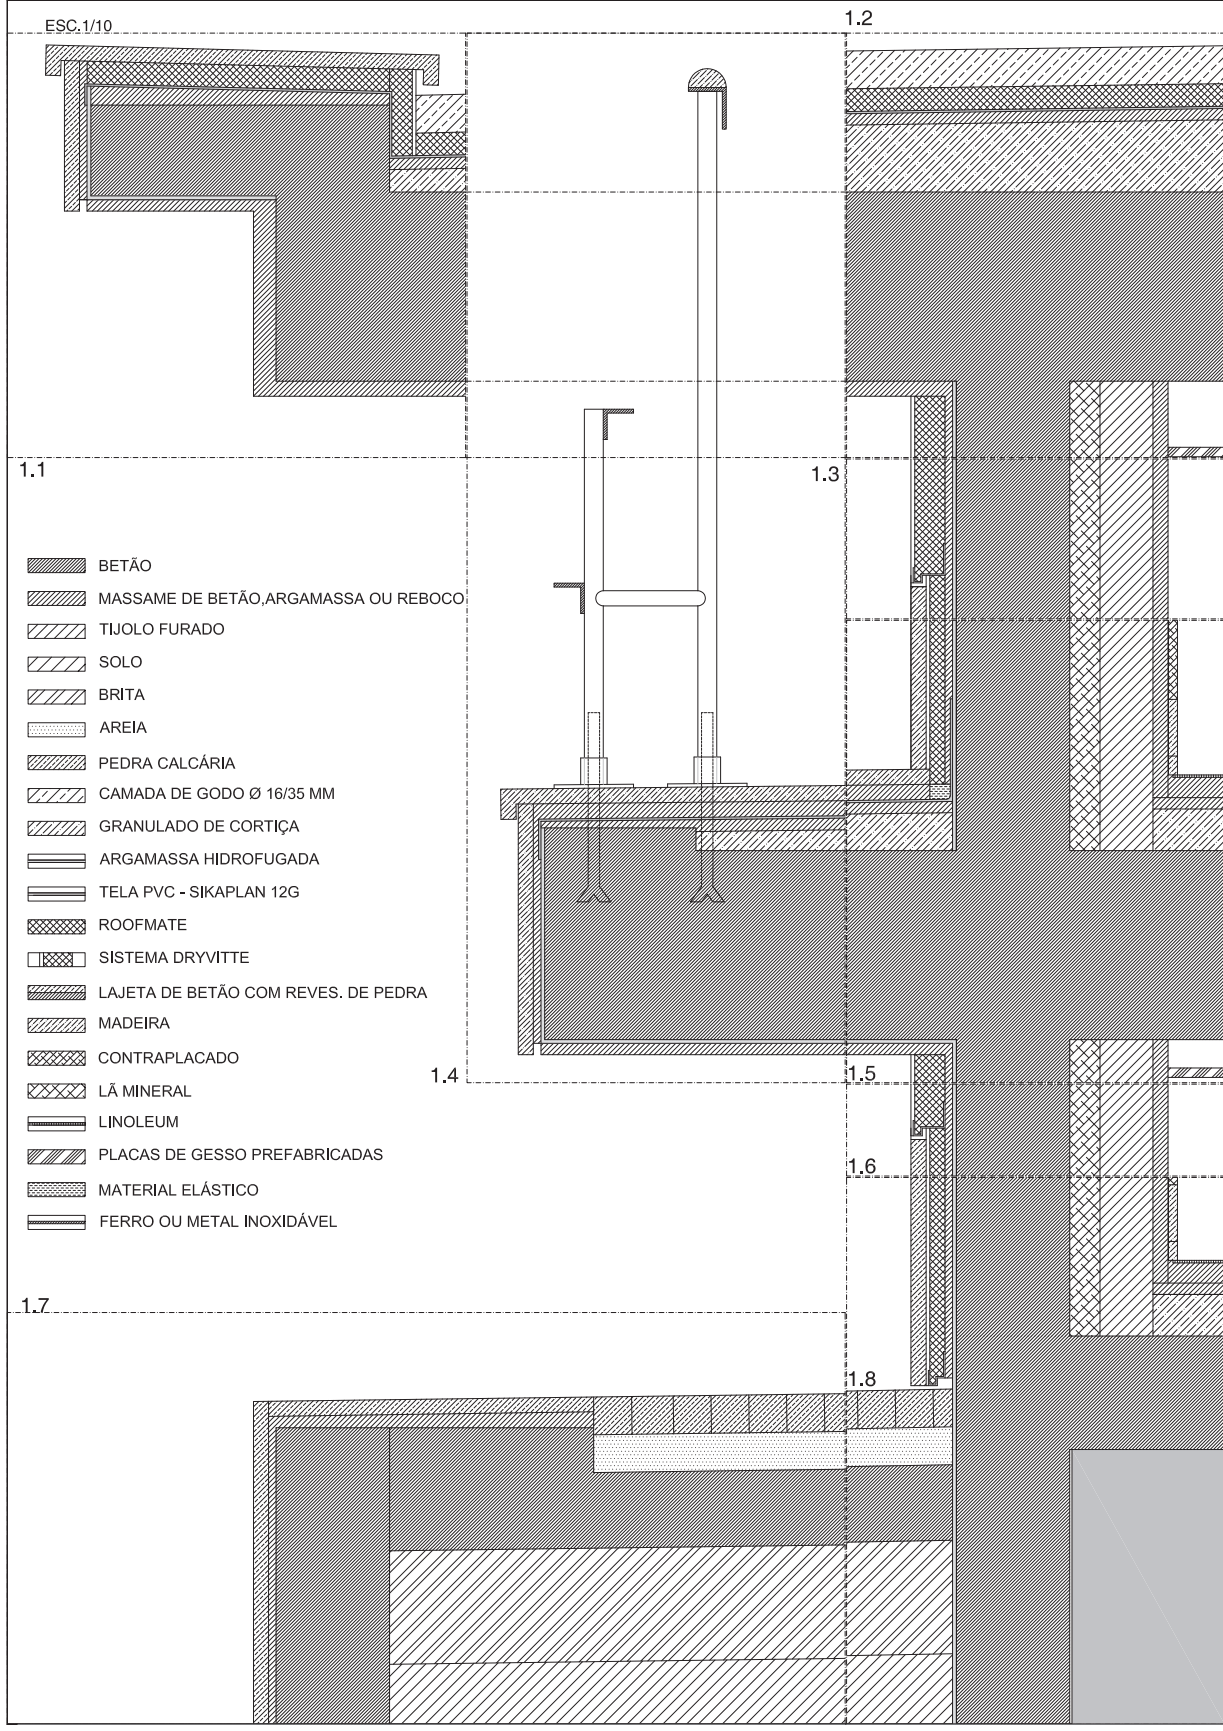 ESC.1/10
1.2
1.1
1.3
BETÃO
MASSAME DE BETÃO,ARGAMASSA OU REBOCO
TIJOLO FURADO
SOLO
BRITA
AREIA
PEDRA CALCÁRIA
CAMADA DE GODO Ø 16/35 MM
GRANULADO DE CORTIÇA
ARGAMASSA HIDROFUGADA
TELA PVC - SIKAPLAN 12G
ROOFMATE
SISTEMA DRYVITTE
LAJETA DE BETÃO COM REVES. DE PEDRA
MADEIRA
CONTRAPLACADO
LÃ MINERAL
LINOLEUM
PLACAS DE GESSO PREFABRICADAS
MATERIAL ELÁSTICO
FERRO OU METAL INOXIDÁVEL
1.4
1.5
1.6
1.7
1.8